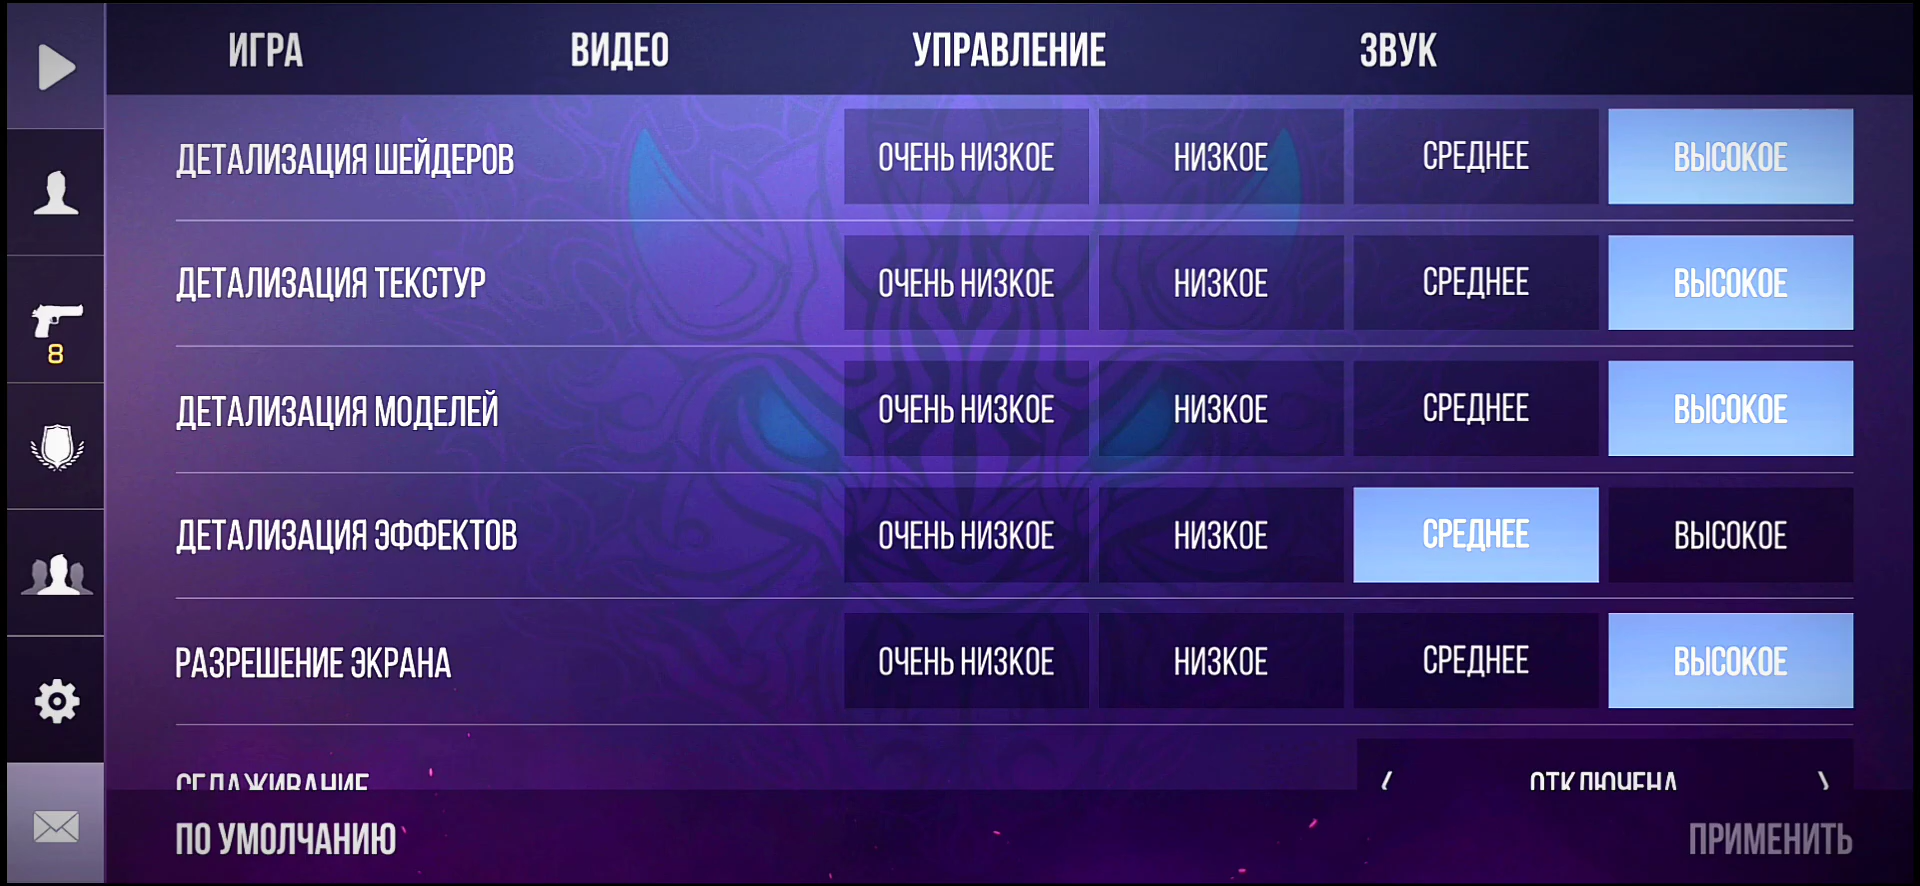 ИГРА ВИДЕО УПРАВЛЕНИЕ ЗВУК
ДЕТАЛИЗАЦИЯ ШЕЙДЕРОВ ОЧЕНЬ НИЗКОЕ НИЗКОЕ СРЕДНЕЕ ВЫСОКОЕ
ДЕТАЛИЗАЦИЯ ТЕКСТУР ОЧЕНЬ НИЗКОЕ НИЗКОЕ СРЕДНЕЕ ВЫСОКОЕ
8
ДЕТАЛИЗАЦИЯ МОДЕЛЕЙ ОЧЕНЬ НИЗКОЕ НИЗКОЕ СРЕДНЕЕ ВЫСОКОЕ
ДЕТАЛИЗАЦИЯ ЭФФЕКТОВ ОЧЕНЬ НИЗКОЕ НИЗКОЕ СРЕДНЕЕ ВЫСОКОЕ
РАЗРЕШЕНИЕ ЭКРАНА ОЧЕНЬ НИЗКОЕ НИЗКОЕ СРЕДНЕЕ ВЫСОКОЕ
СГЛАЖИВАНИЕ ОТКЛЮЧЕНА
ПО УМОЛЧАНИЮ ПРИМЕНИТЬ